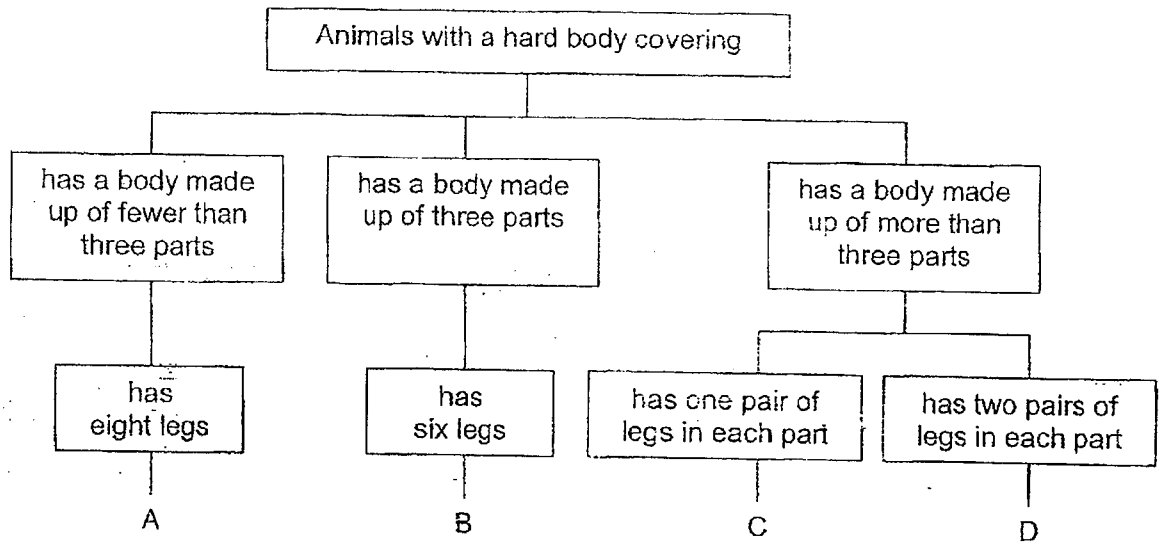 Animals with a hard body covering
has a body made
up of fewer than
three parts
has a body made
up of three parts
has a body made
up of more than
three parts
has
eight legs
has
six legs
has one pair of
legs in each part
has two pairs of
legs in each part
A
B
C
D